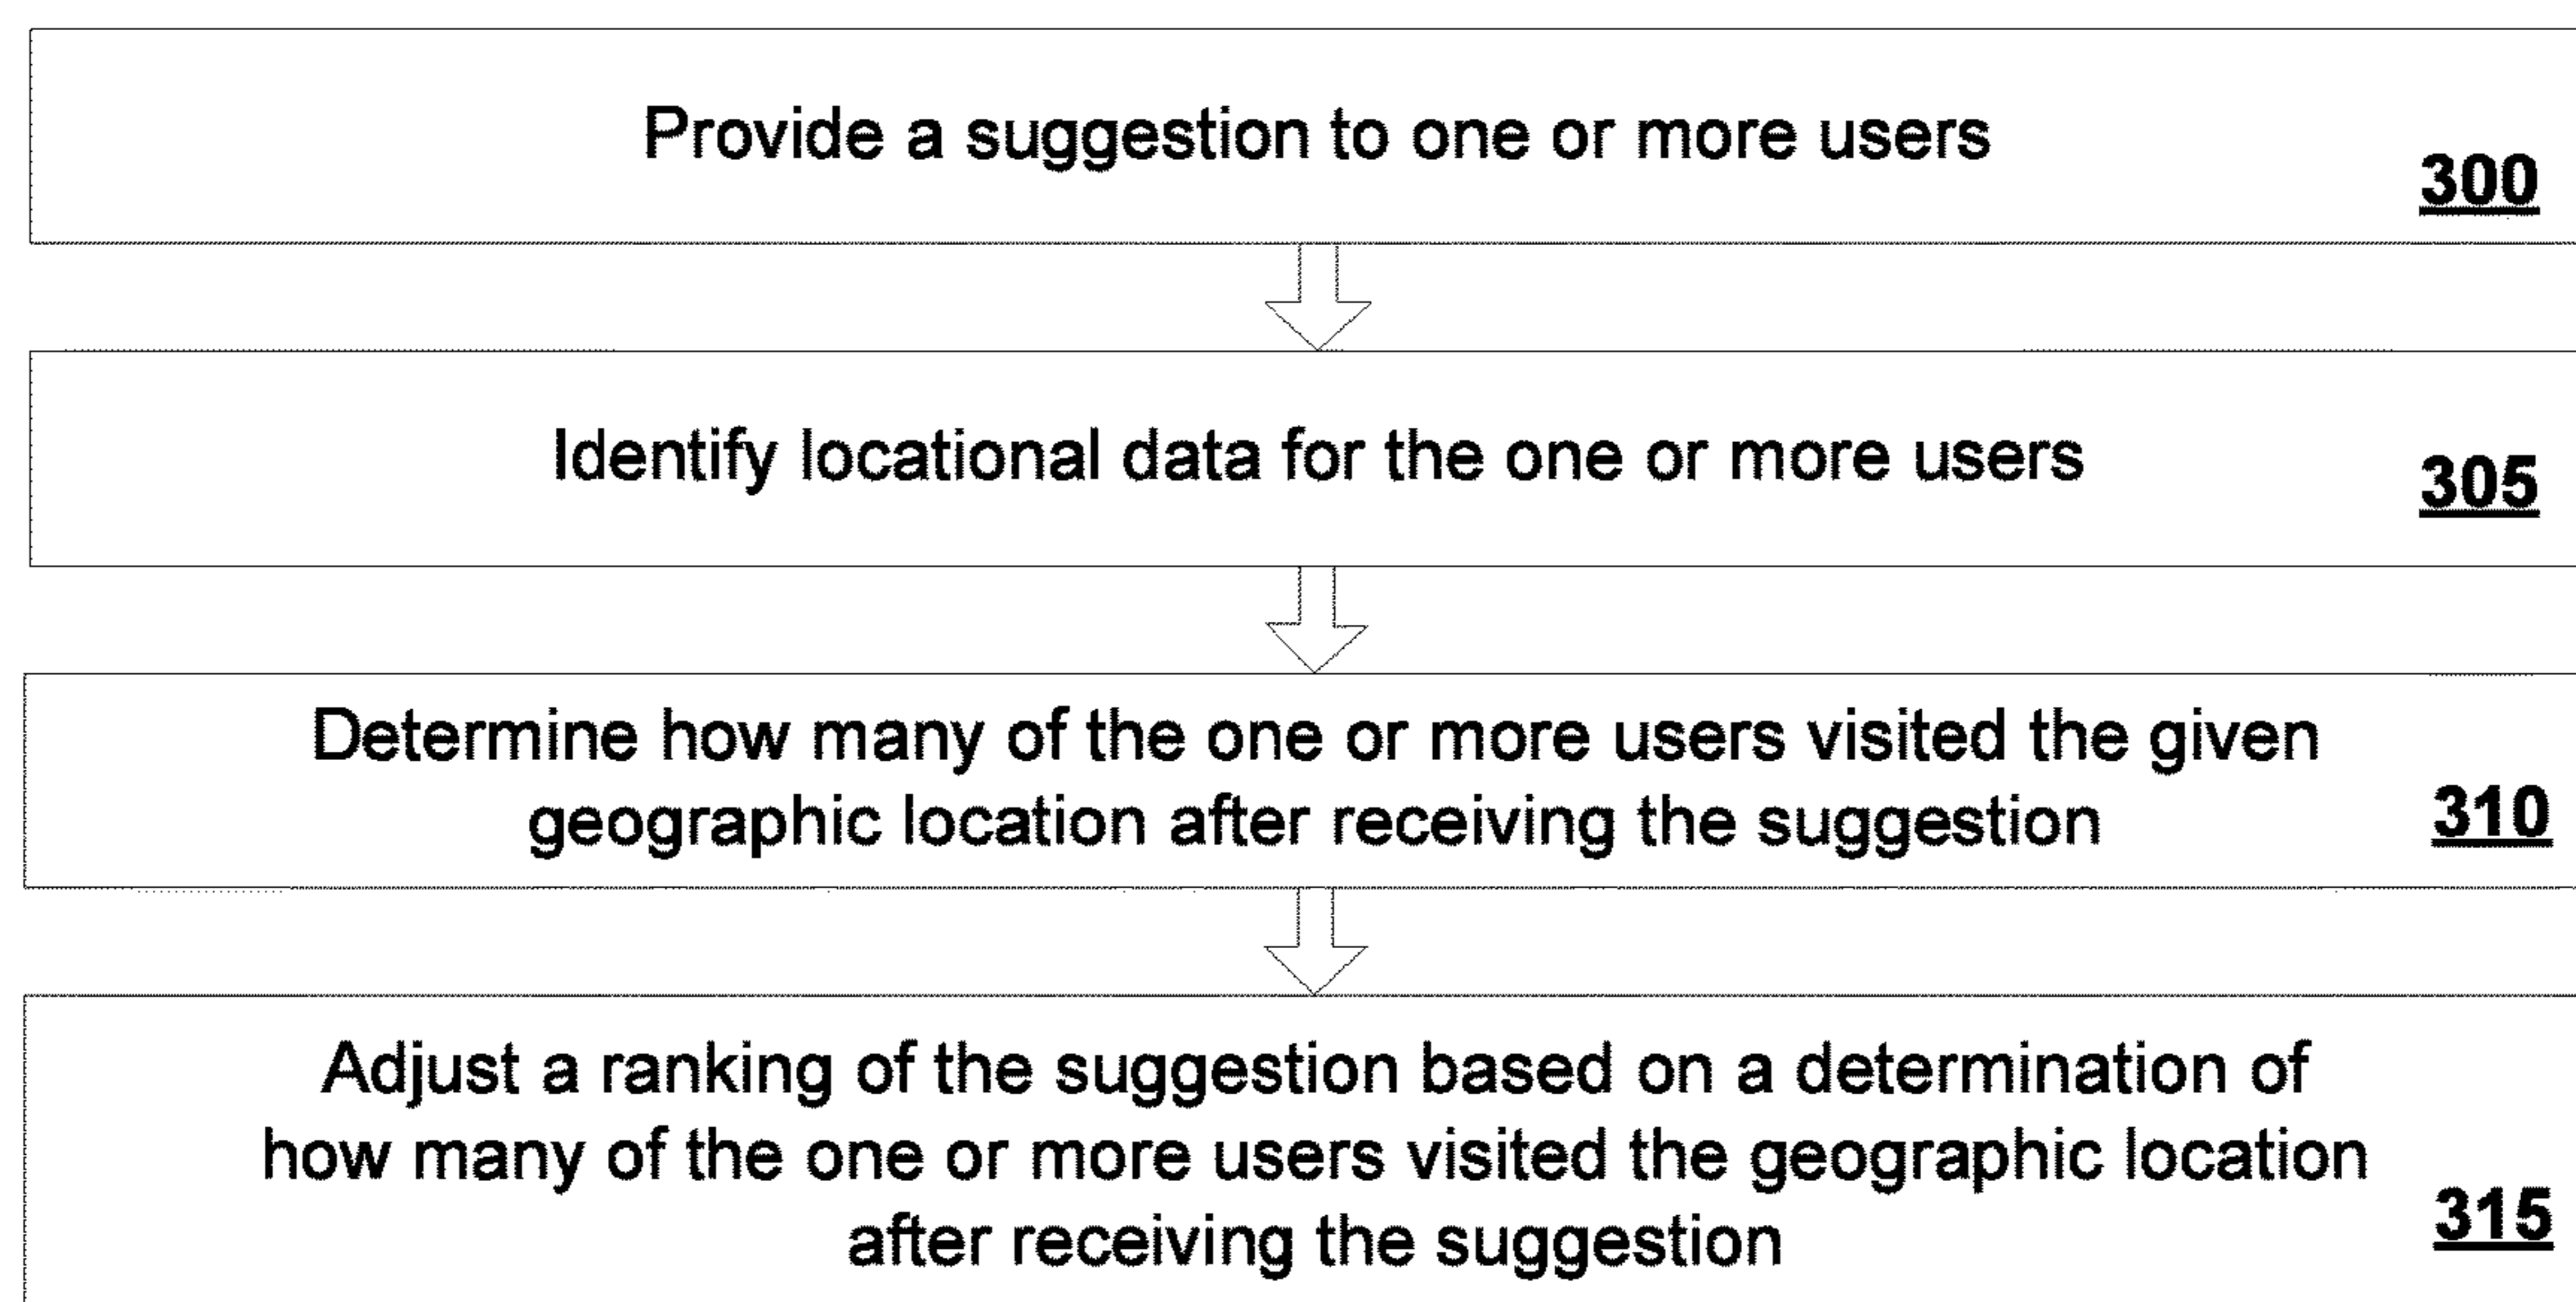 Provide a suggestion to one or more users
300
Identify locational data for the one or more users
305
Determine how many of the one or more users visited the given
geographic location after receiving the suggestion
310
Adjust a ranking of the suggestion based on a determination of
how many of the one or more users visited the geographic location
after receiving the suggestion
315